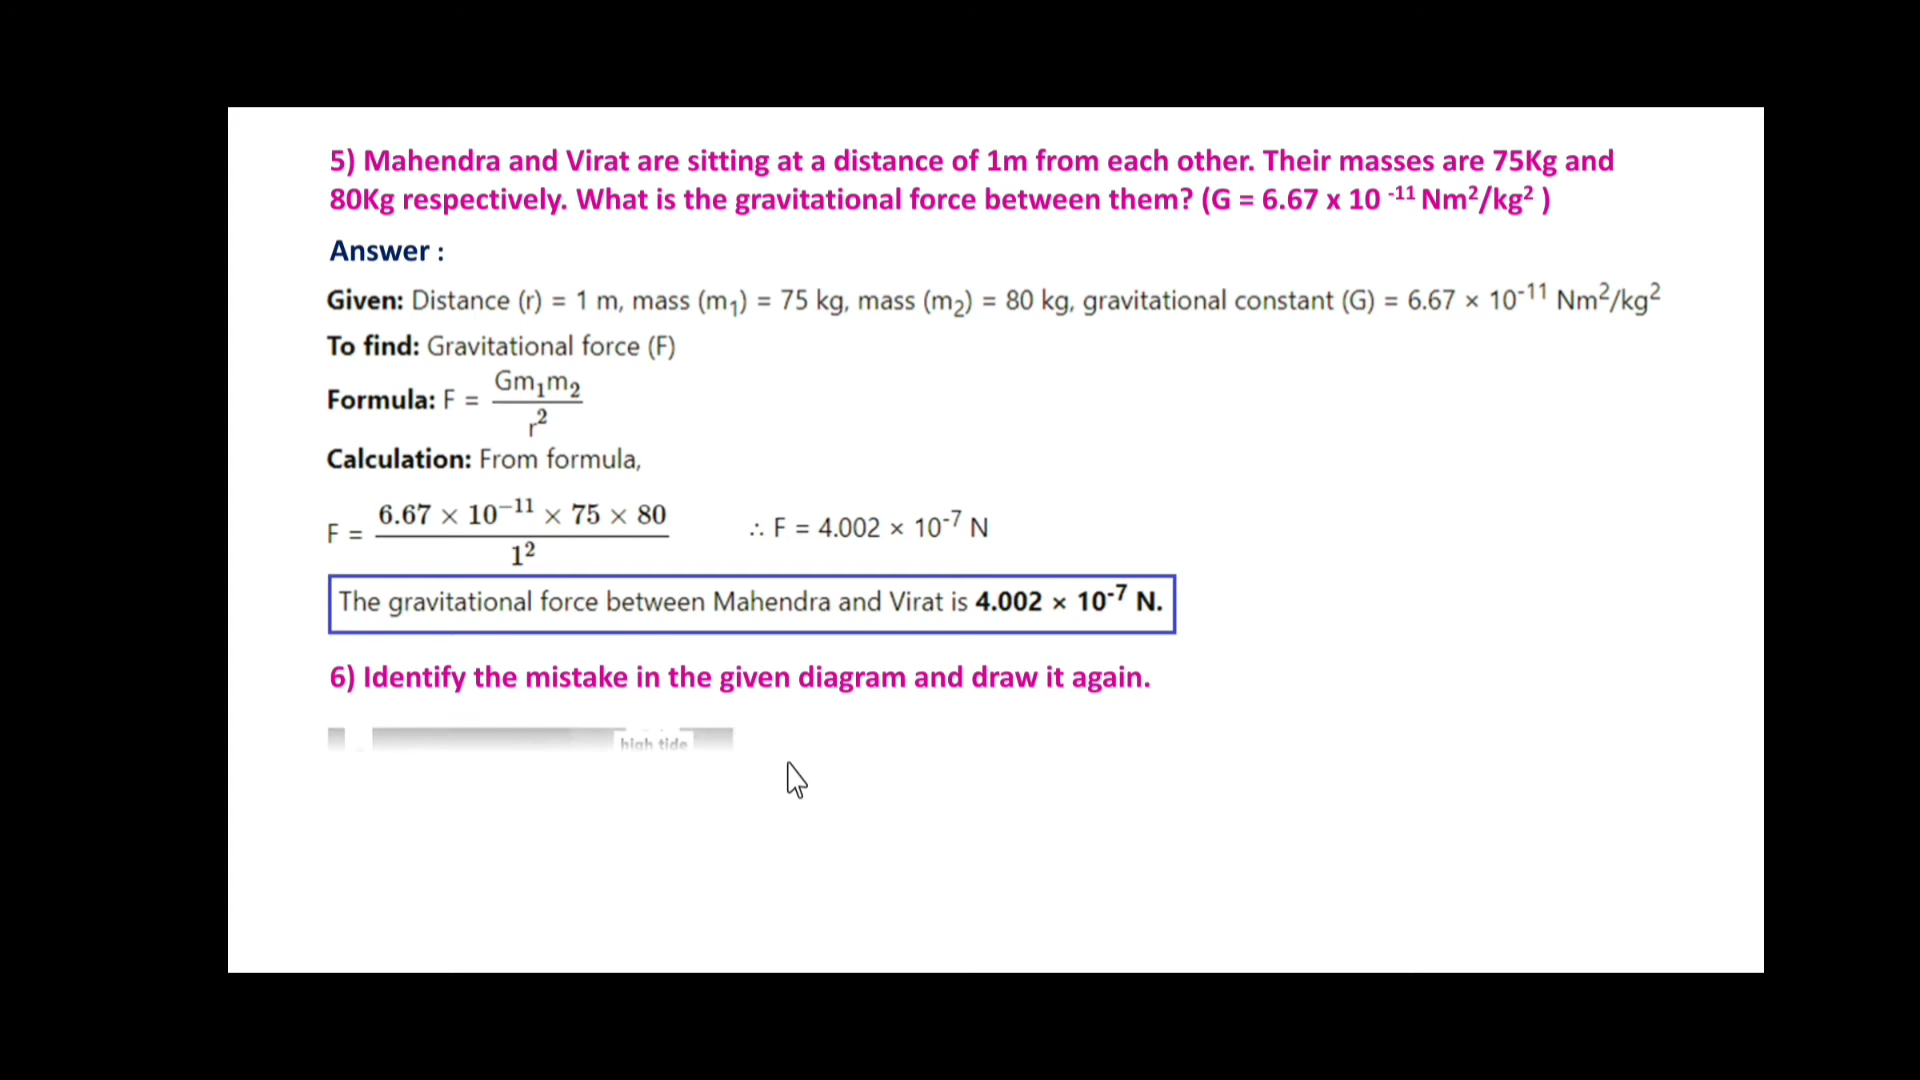 5) Mahendra and Virat are sitting at a distance of 1m from each other. Their masses are 75Kg and
80Kg respectively. What is the gravitational force between them? (G = 6.67 x 10 ⁻¹¹ Nm²/kg² )
Answer :
Given: Distance (r) = 1 m, mass (m₁) = 75 kg, mass (m₂) = 80 kg, gravitational constant (G) = 6.67 × 10⁻¹¹ Nm²/kg²
To find: Gravitational force (F)
Formula: F = Gm₁m₂ / r²
Calculation: From formula,
F = 6.67 × 10⁻¹¹ × 75 × 80 / 1² ∴ F = 4.002 × 10⁻⁷ N
The gravitational force between Mahendra and Virat is 4.002 × 10⁻⁷ N.
6) Identify the mistake in the given diagram and draw it again.
high tide